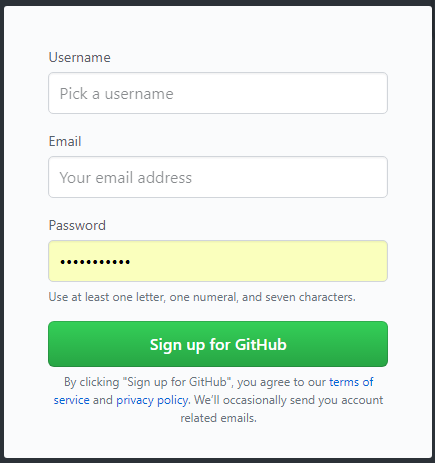 Username
Pick a username
Email
Your email address
Password
•••••••••••
Use at least one letter, one numeral, and seven characters.
Sign up for GitHub
By clicking "Sign up for GitHub", you agree to our terms of
service and privacy policy. We'll occasionally send you account
related emails.